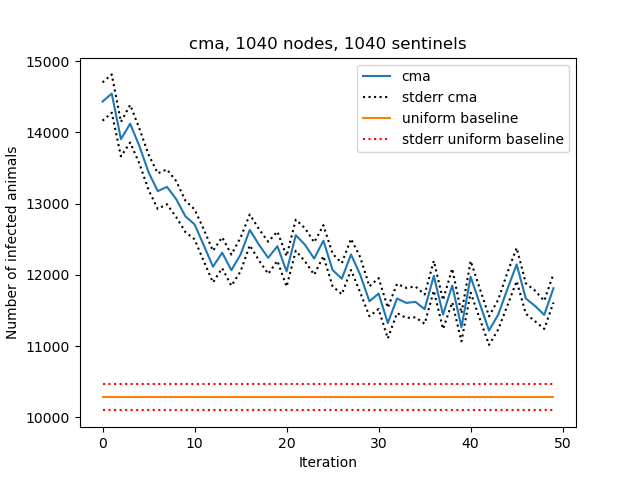 cma, 1040 nodes, 1040 sentinels
Number of infected animals
15000
14000
13000
12000
11000
10000
cma
stderr cma
uniform baseline
stderr uniform baseline
0
10
20
30
40
50
Iteration